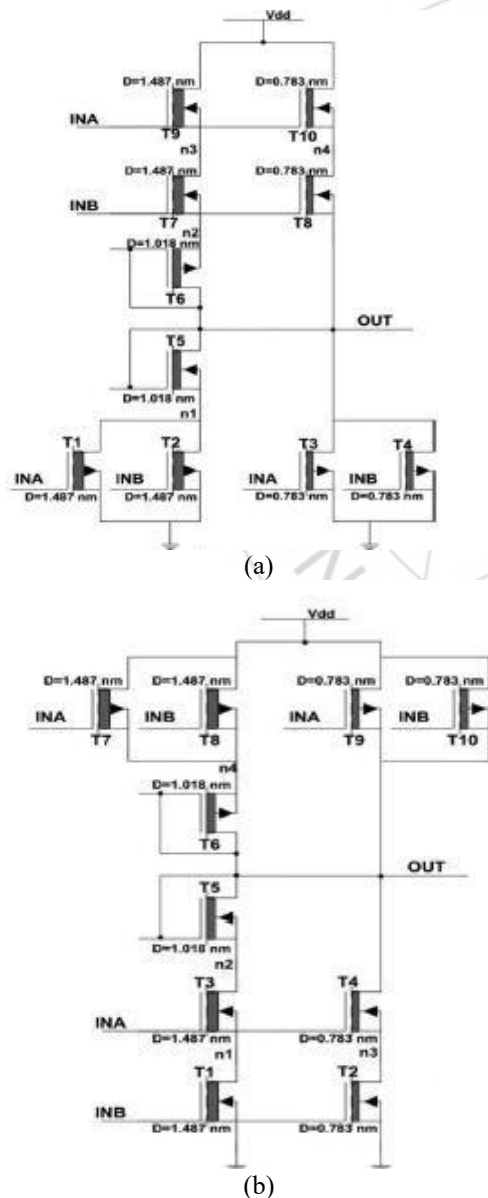 Vdd
D=1.487 nm D=0.783 nm
INA T9 T10
n3 n4
D=1.487 nm D=0.783 nm
INB T7 T8
n2
D=1.018 nm
T6
OUT
T5
D=1.018 nm
n1
T1 T2 T3 T4
INA INB INA INB
D=1.487 nm D=1.487 nm D=0.783 nm D=0.783 nm
(a)
Vdd
D=1.487 nm D=1.487 nm D=0.783 nm D=0.783 nm
INA INB INA INB
T7 T8 T9 T10
n4
D=1.018 nm
T6
OUT
T5
D=1.018 nm
n2
T3 T4
INA
D=1.487 nm D=0.783 nm
n1 n3
T1 T2
INB
D=1.487 nm D=0.783 nm
(b)